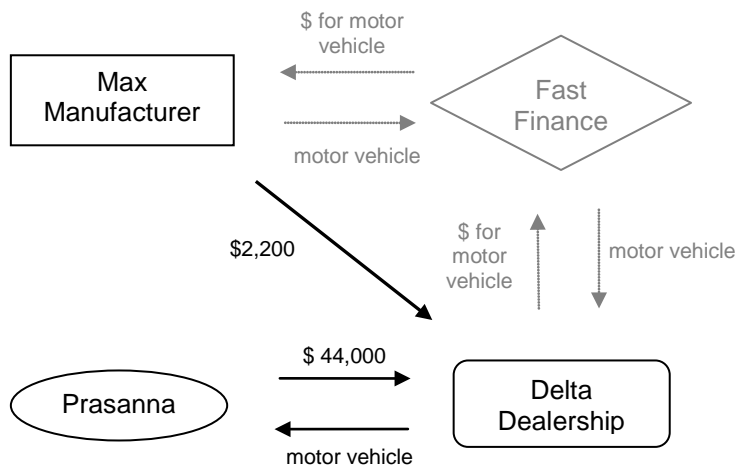 $ for motor
vehicle
Max
Manufacturer
Fast
Finance
motor vehicle
$2,200
$ for
motor
vehicle
motor vehicle
$ 44,000
Prasanna
Delta
Dealership
motor vehicle